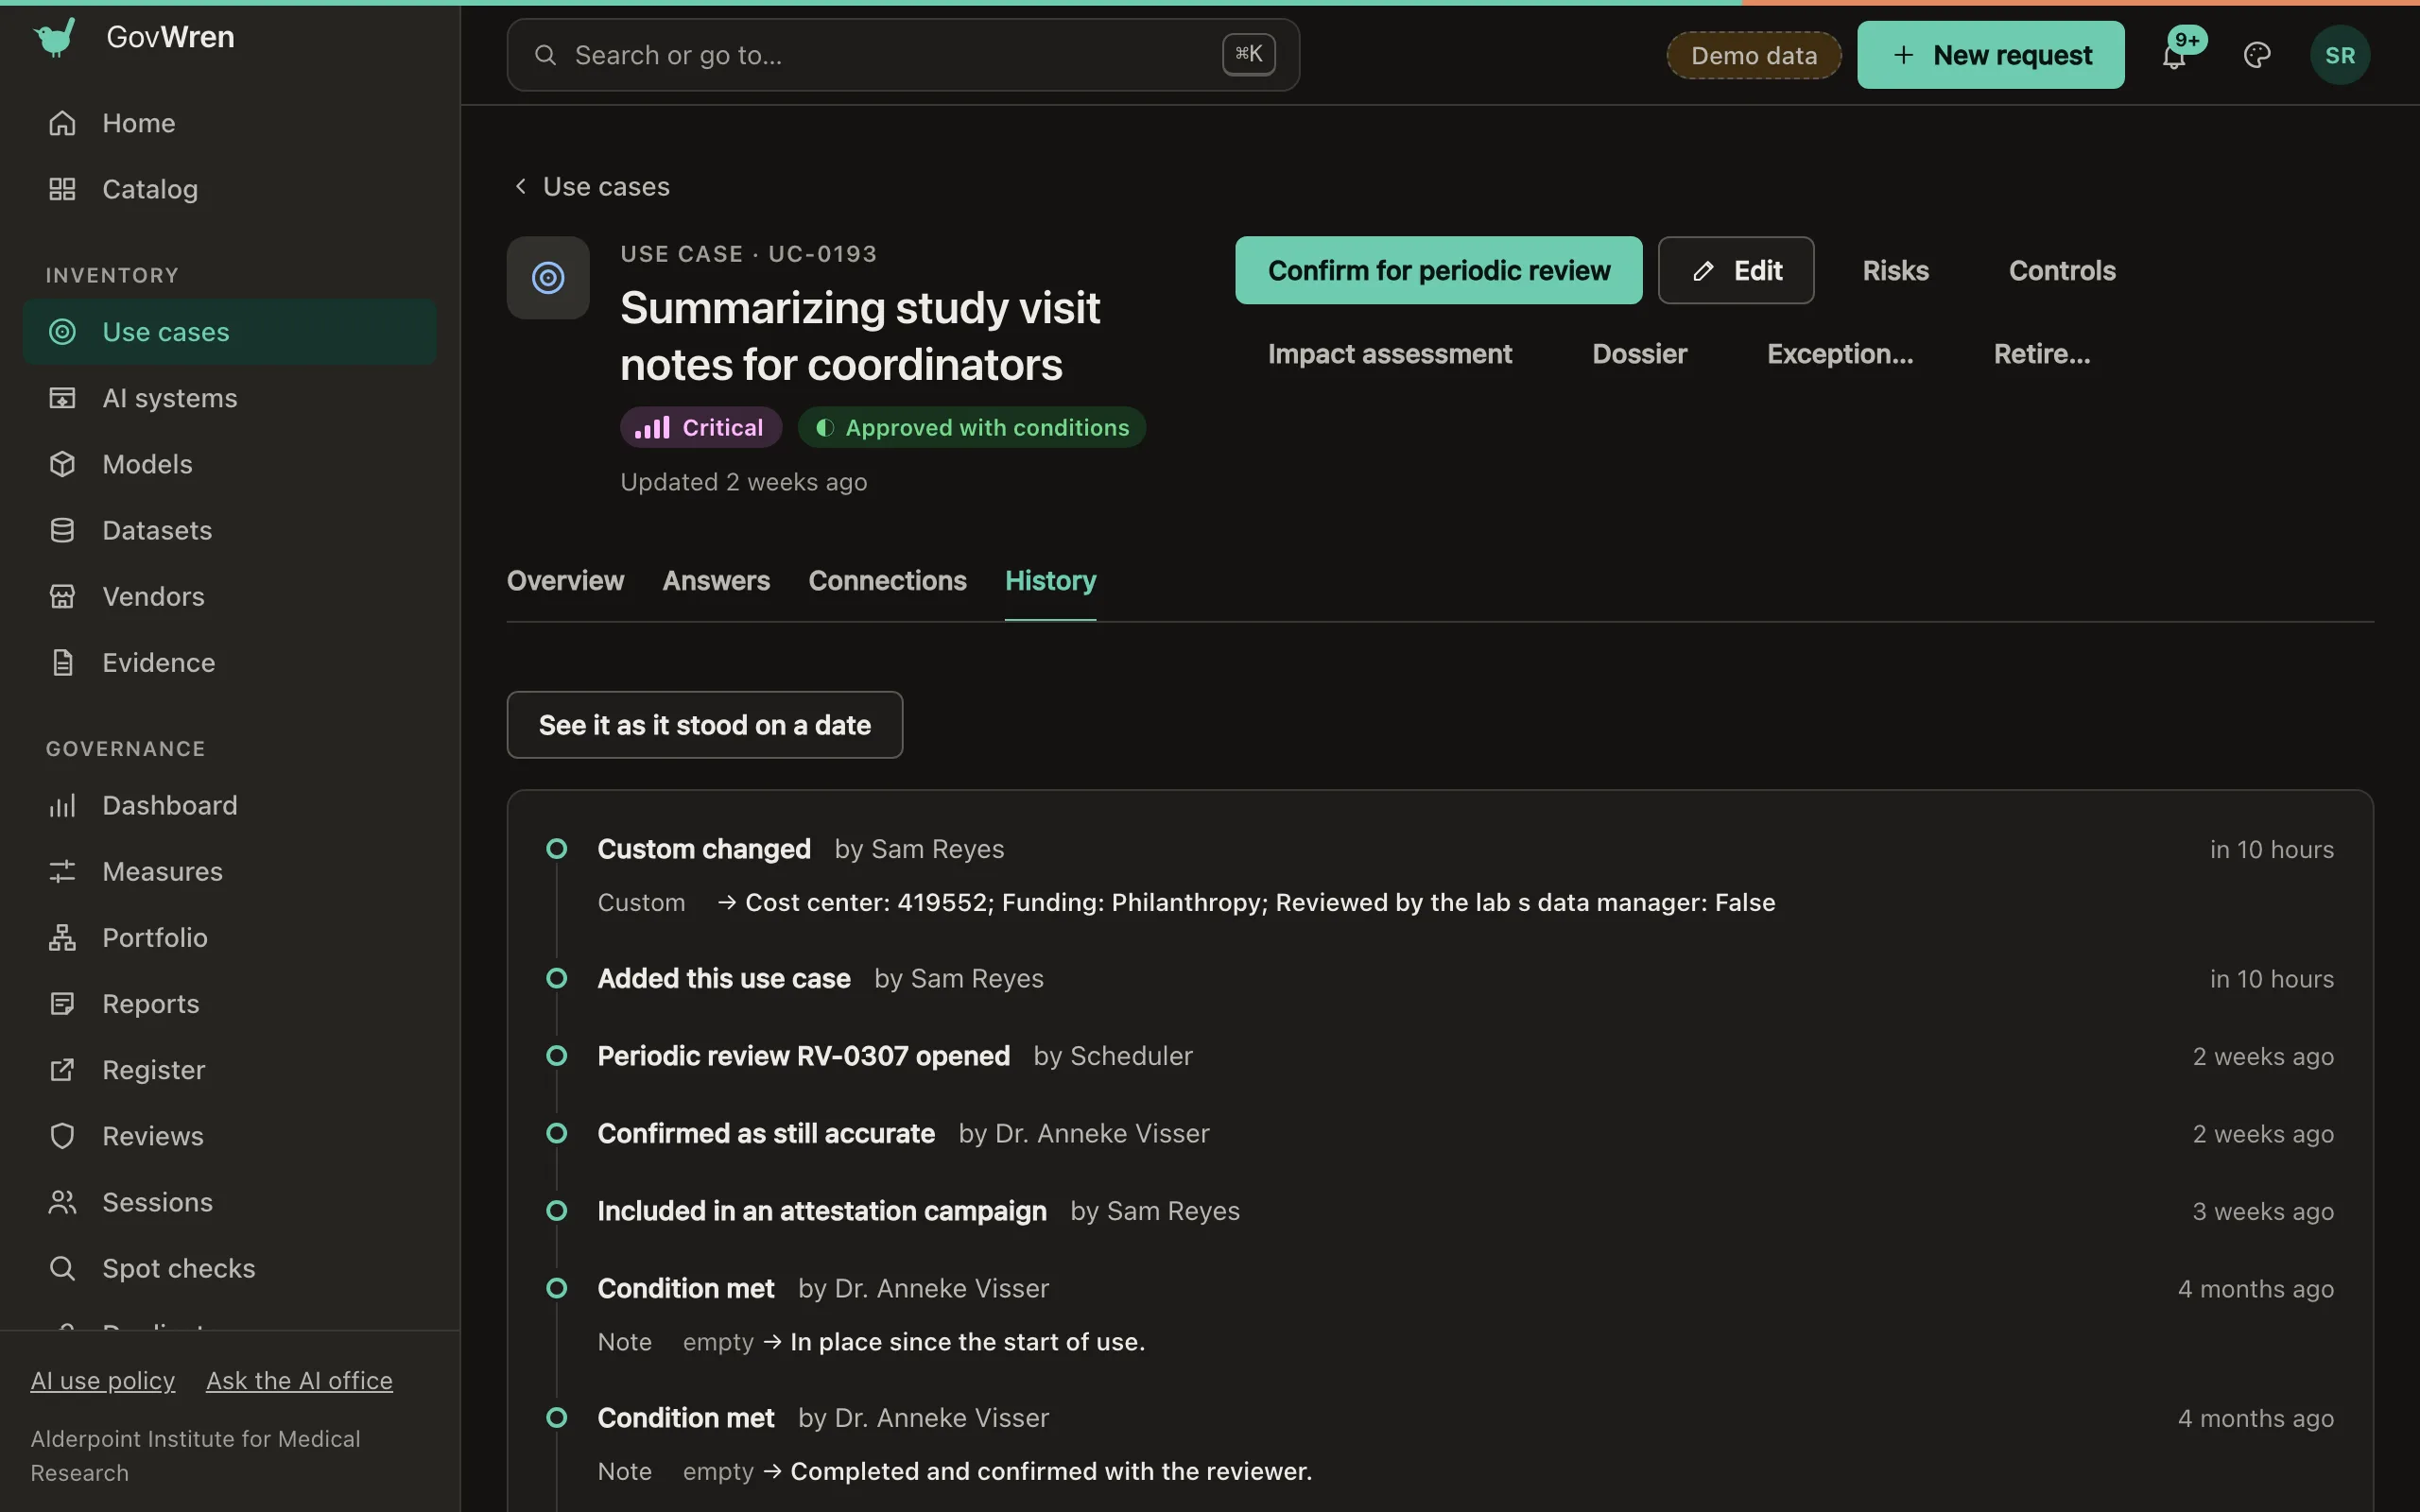 GovWren
Search or go to...
⌘K
Demo data
+ New request
9+
SR
Home
Catalog
INVENTORY
Use cases
AI systems
Models
Datasets
Vendors
Evidence
GOVERNANCE
Dashboard
Measures
Portfolio
Reports
Register
Reviews
Sessions
Spot checks
AI use policy
Ask the AI office
Alderpoint Institute for Medical
Research
Use cases
USE CASE · UC-0193
Summarizing study visit
notes for coordinators
Critical
Approved with conditions
Updated 2 weeks ago
Confirm for periodic review
Edit
Risks
Controls
Impact assessment
Dossier
Exception...
Retire...
Overview
Answers
Connections
History
See it as it stood on a date
Custom changed by Sam Reyes in 10 hours
Custom → Cost center: 419552; Funding: Philanthropy; Reviewed by the lab s data manager: False
Added this use case by Sam Reyes in 10 hours
Periodic review RV-0307 opened by Scheduler 2 weeks ago
Confirmed as still accurate by Dr. Anneke Visser 2 weeks ago
Included in an attestation campaign by Sam Reyes 3 weeks ago
Condition met by Dr. Anneke Visser 4 months ago
Note empty → In place since the start of use.
Condition met by Dr. Anneke Visser 4 months ago
Note empty → Completed and confirmed with the reviewer.